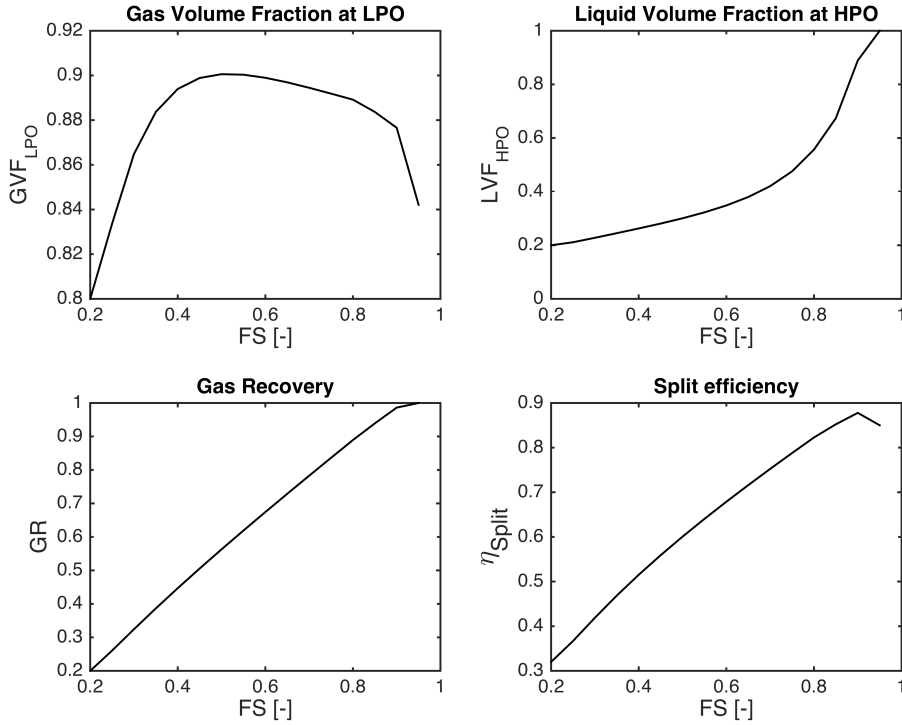 Gas Volume Fraction at LPO
0.92
0.9
0.88
0.86
0.84
0.82
0.8
GVF_LPO
0.2 0.4 0.6 0.8 1
FS [-]
Liquid Volume Fraction at HPO
1
0.8
0.6
0.4
0.2
0
LVF_HPO
0.2 0.4 0.6 0.8 1
FS [-]
Gas Recovery
1
0.9
0.8
0.7
0.6
0.5
0.4
0.3
0.2
GR
0.2 0.4 0.6 0.8 1
FS [-]
Split efficiency
0.9
0.8
0.7
0.6
0.5
0.4
0.3
η_Split
0.2 0.4 0.6 0.8 1
FS [-]